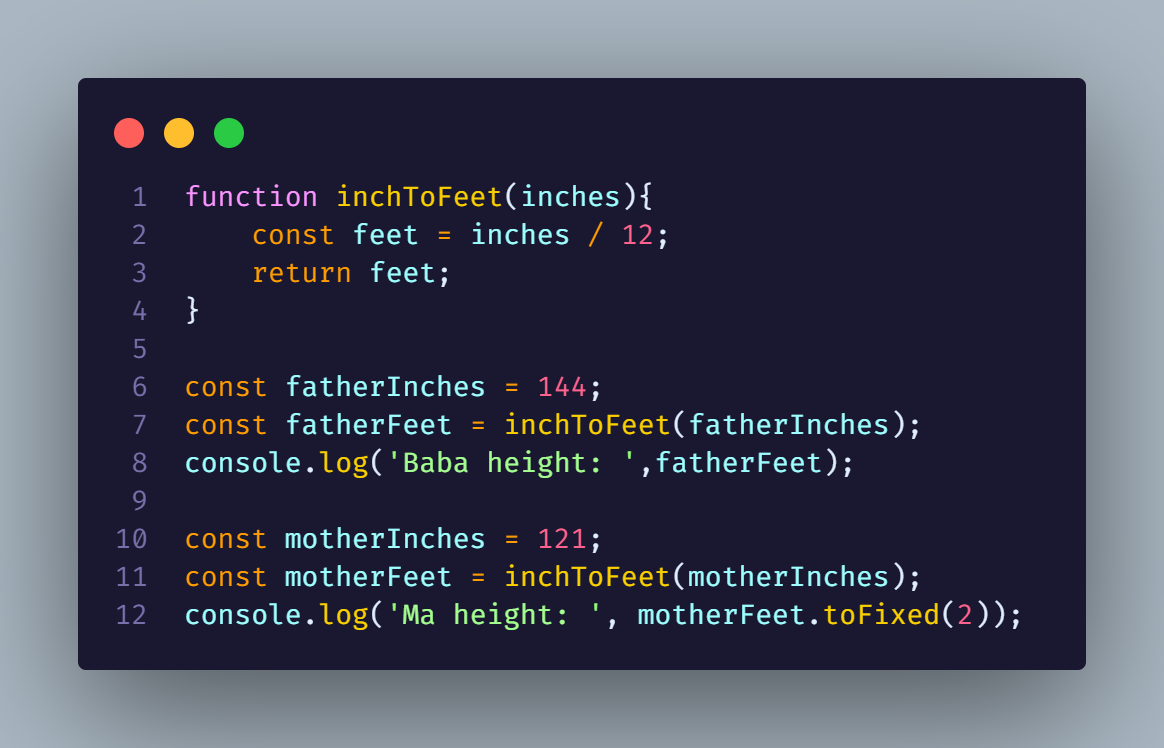 1 function inchToFeet(inches){
2     const feet = inches / 12;
3     return feet;
4 }
5
6 const fatherInches = 144;
7 const fatherFeet = inchToFeet(fatherInches);
8 console.log('Baba height: ',fatherFeet);
9
10 const motherInches = 121;
11 const motherFeet = inchToFeet(motherInches);
12 console.log('Ma height: ', motherFeet.toFixed(2));